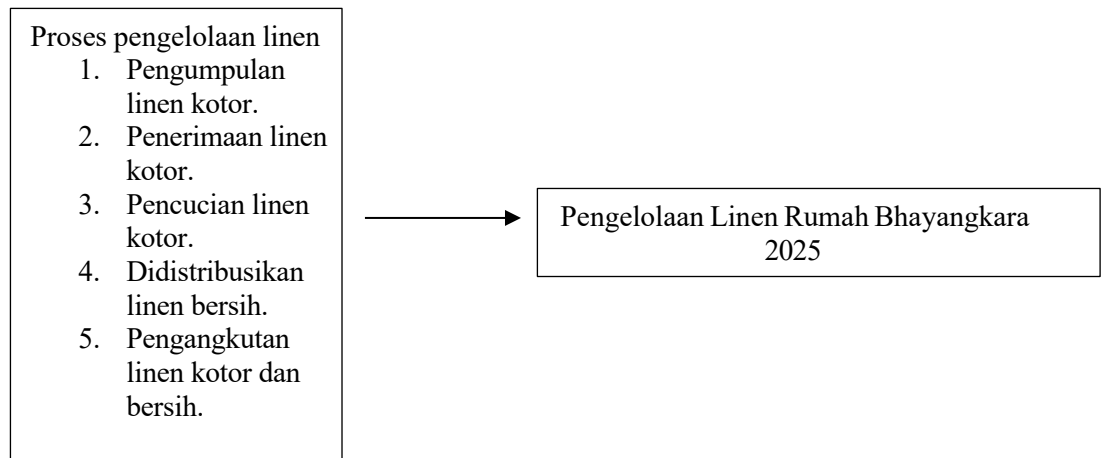 Proses pengelolaan linen
1. Pengumpulan
linen kotor.
2. Penerimaan linen
kotor.
3. Pencucian linen
kotor.
4. Didistribusikan
linen bersih.
5. Pengangkutan
linen kotor dan
bersih.
Pengelolaan Linen Rumah Bhayangkara
2025